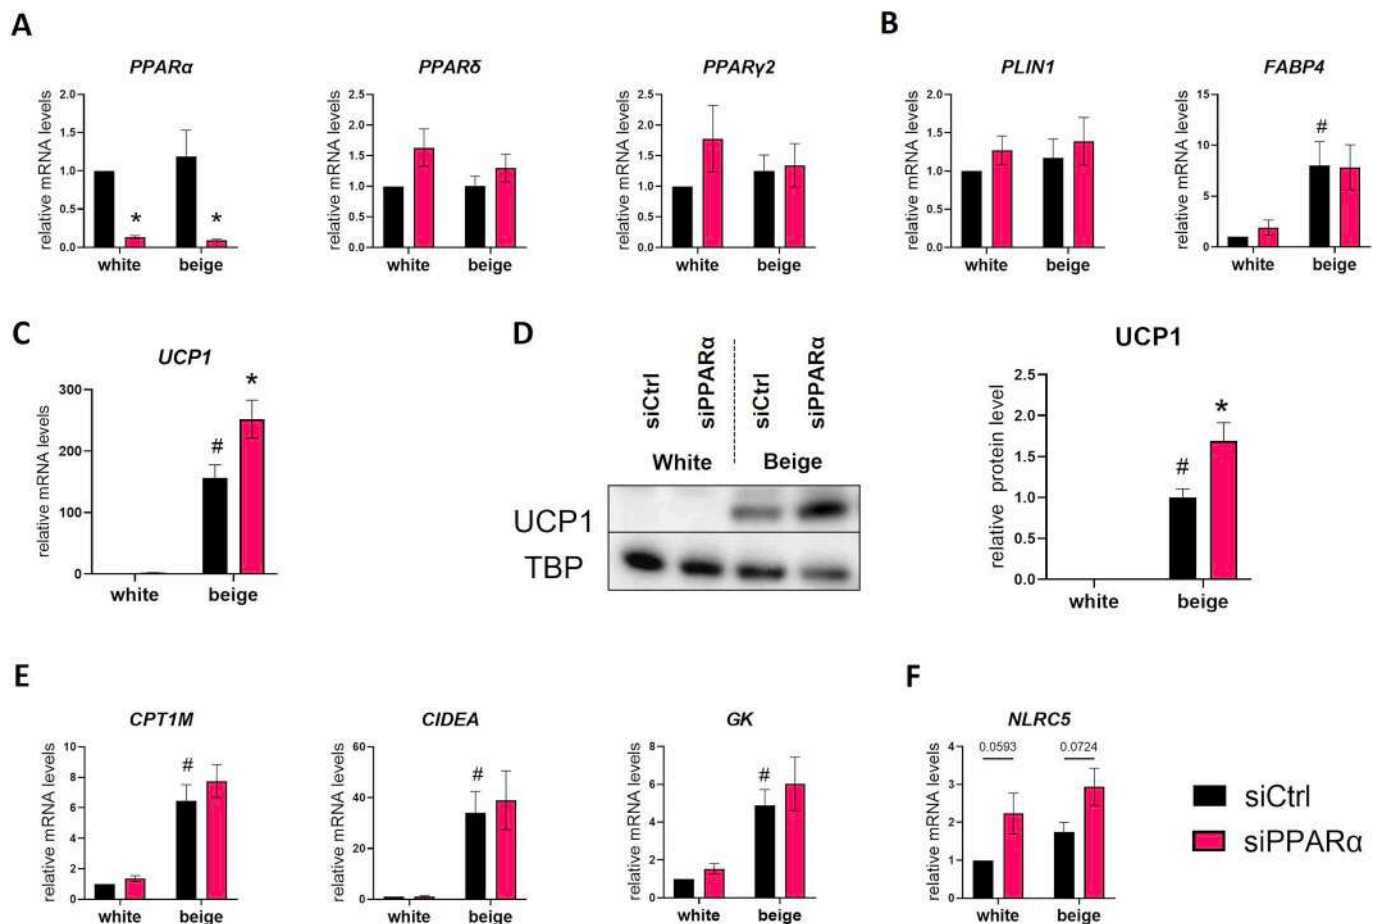 A
B
PPARα
PPARδ
PPARγ2
PLIN1
FABP4
relative mRNA levels
2.0
1.5
1.0
0.5
0.0
*
*
white
beige
relative mRNA levels
2.0
1.5
1.0
0.5
0.0
white
beige
relative mRNA levels
2.5
2.0
1.5
1.0
0.5
0.0
white
beige
relative mRNA levels
2.0
1.5
1.0
0.5
0.0
white
beige
relative mRNA levels
15
10
5
0
#
white
beige
C
UCP1
relative mRNA levels
300
200
100
0
#
*
white
beige
D
siCtrl
siPPARα
siCtrl
siPPARα
White
Beige
UCP1
TBP
UCP1
relative protein level
2.5
2.0
1.5
1.0
0.5
0.0
#
*
white
beige
E
CPT1M
relative mRNA levels
10
8
6
4
2
0
#
white
beige
CIDEA
relative mRNA levels
60
40
20
0
#
white
beige
GK
relative mRNA levels
8
6
4
2
0
#
white
beige
F
NLRC5
relative mRNA levels
4
3
2
1
0
0.0593
0.0724
white
beige
siCtrl
siPPARα